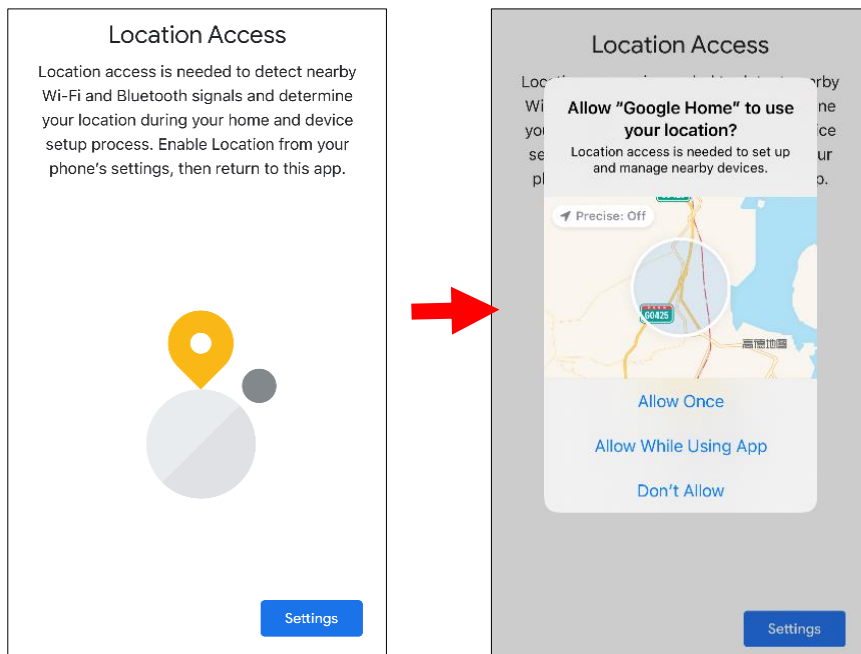 Location Access
Location access is needed to detect nearby
Wi-Fi and Bluetooth signals and determine
your location during your home and device
setup process. Enable Location from your
phone's settings, then return to this app.
Settings
Location Access
Allow “Google Home” to use
your location?
Location access is needed to set up
and manage nearby devices.
Precise: Off
G0425
高德地图
Allow Once
Allow While Using App
Don't Allow
Settings